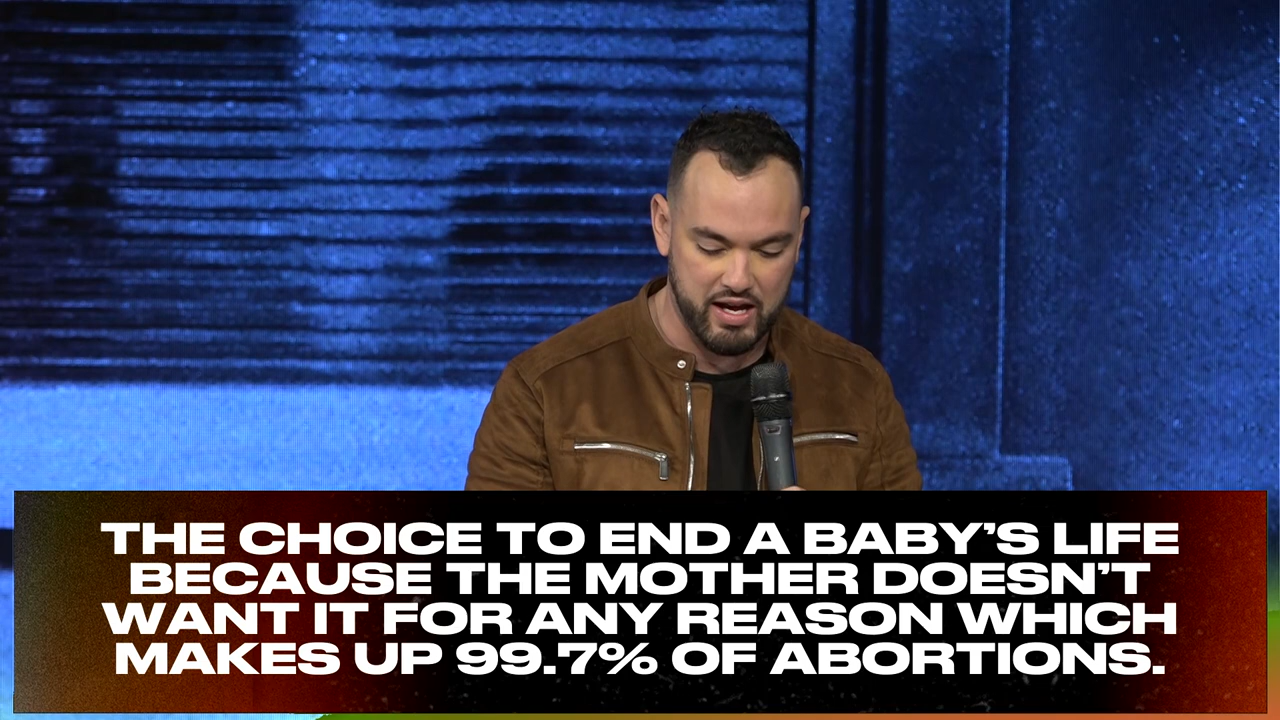 THE CHOICE TO END A BABY’S LIFE
BECAUSE THE MOTHER DOESN’T
WANT IT FOR ANY REASON WHICH
MAKES UP 99.7% OF ABORTIONS.